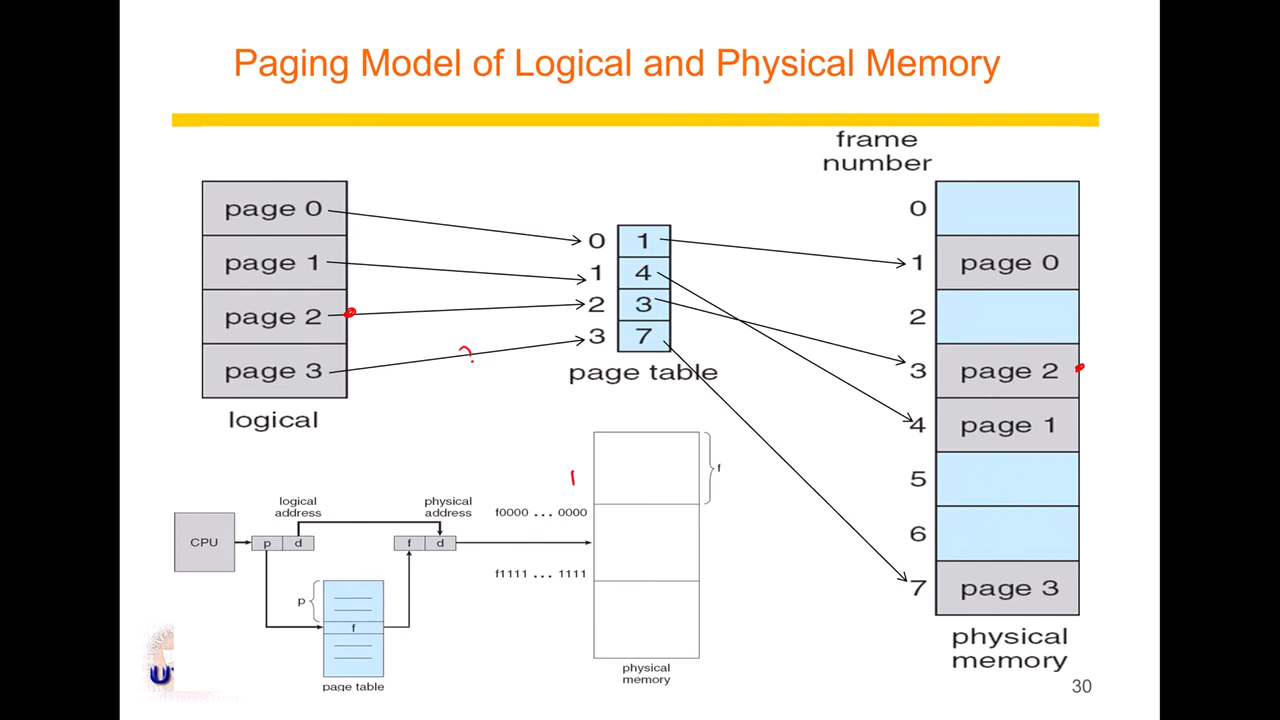 Paging Model of Logical and Physical Memory
frame
number
page 0
page 1
page 2
page 3
logical
0 1
1 4
2 3
3 7
page table
0
1 page 0
2
3 page 2
4 page 1
5
6
7 page 3
physical
memory
?
1
CPU
logical
address
p d
physical
address
f d
f0000 ... 0000
f1111 ... 1111
f
p
f
page table
physical
memory
30